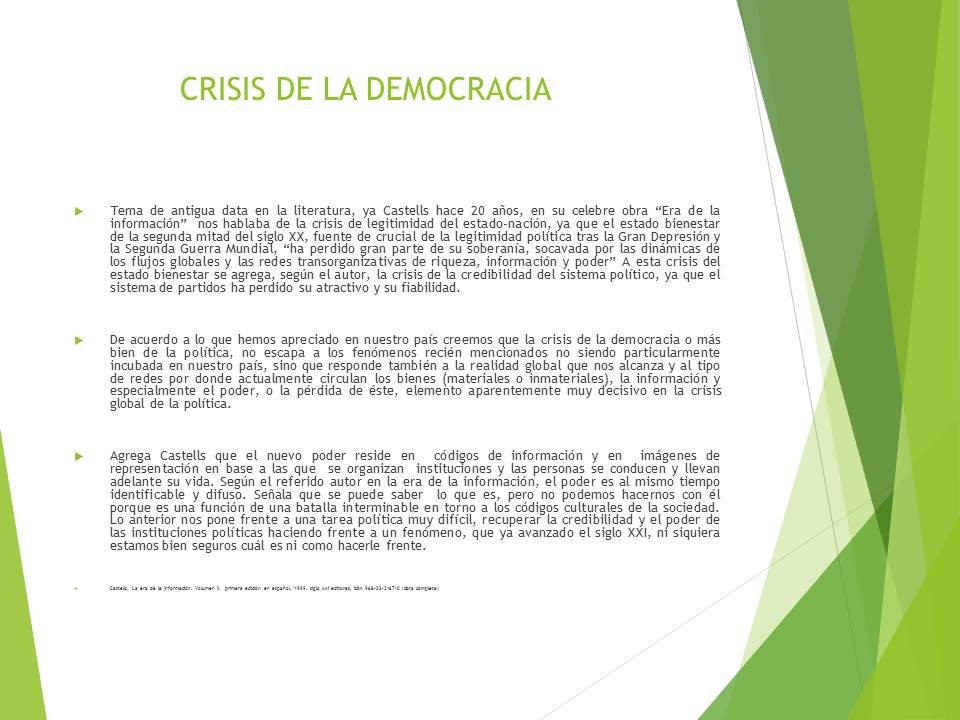 CRISIS DE LA DEMOCRACIA
Tema de antigua data en la literatura, ya Castells hace 20 años, en su celebre obra “Era de la
información” nos hablaba de la crisis de legitimidad del estado-nación, ya que el estado bienestar
de la segunda mitad del siglo XX, fuente de crucial de la legitimidad política tras la Gran Depresión y
la Segunda Guerra Mundial, “ha perdido gran parte de su soberanía, socavada por las dinámicas de
los flujos globales y las redes transorganizativas de riqueza, información y poder” A esta crisis del
estado bienestar se agrega, según el autor, la crisis de la credibilidad del sistema político, ya que el
sistema de partidos ha perdido su atractivo y su fiabilidad.
De acuerdo a lo que hemos apreciado en nuestro país creemos que la crisis de la democracia o más
bien de la política, no escapa a los fenómenos recién mencionados no siendo particularmente
incubada en nuestro país, sino que responde también a la realidad global que nos alcanza y al tipo
de redes por donde actualmente circulan los bienes (materiales o inmateriales), la información y
especialmente el poder, o la pérdida de éste, elemento aparentemente muy decisivo en la crisis
global de la política.
Agrega Castells que el nuevo poder reside en códigos de información y en imágenes de
representación en base a las que se organizan instituciones y las personas se conducen y llevan
adelante su vida. Según el referido autor en la era de la información, el poder es al mismo tiempo
identificable y difuso. Señala que se puede saber lo que es, pero no podemos hacernos con él
porque es una función de una batalla interminable en torno a los códigos culturales de la sociedad.
Lo anterior nos pone frente a una tarea política muy difícil, recuperar la credibilidad y el poder de
las instituciones políticas haciendo frente a un fenómeno, que ya avanzado el siglo XXI, ni siquiera
estamos bien seguros cuál es ni como hacerle frente.
Castells, La era de la información. Volumen II, primera edición en español, 1999, siglo xxi editores, isbn 968-23-2167-0 (obra completa)